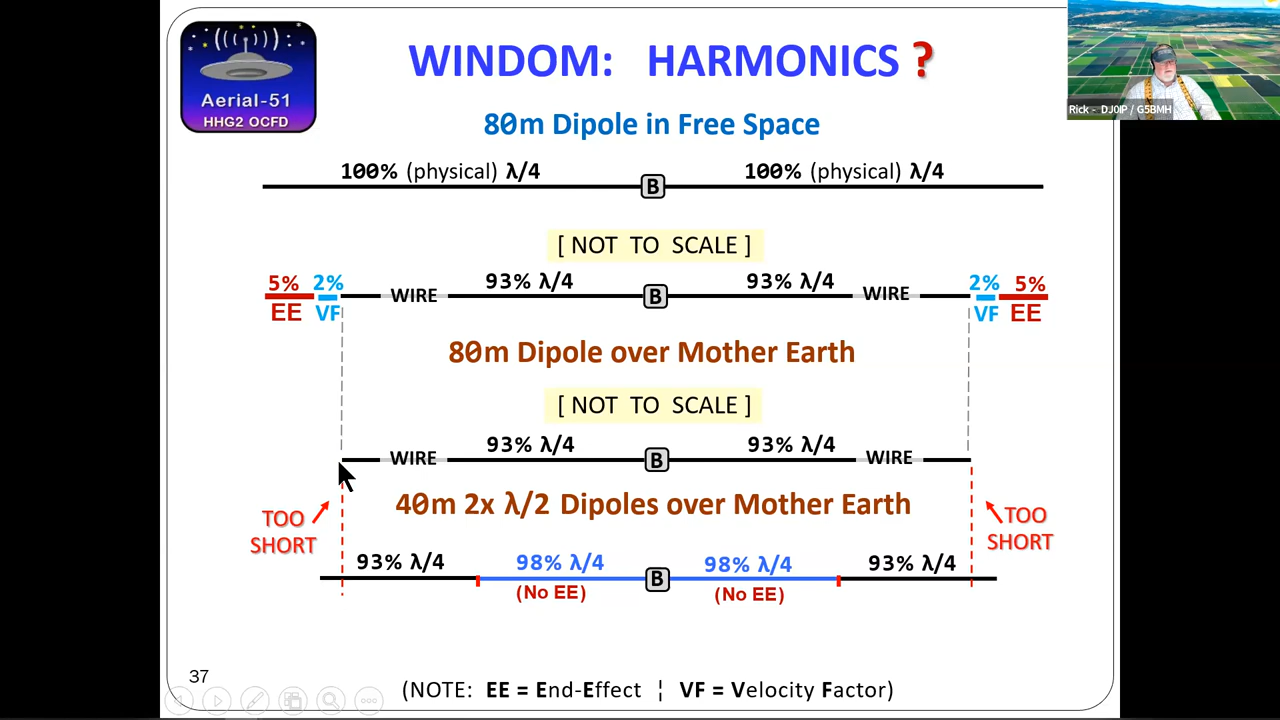 WINDOM: HARMONICS ?
Aerial-51
HHG2 OCFD
Rick - DJ0IP / G5BMH
80m Dipole in Free Space
100% (physical) λ/4 100% (physical) λ/4
B
[ NOT TO SCALE ]
5% 2% WIRE 93% λ/4 B 93% λ/4 WIRE 2% 5%
EE VF VF EE
80m Dipole over Mother Earth
[ NOT TO SCALE ]
WIRE 93% λ/4 B 93% λ/4 WIRE
40m 2x λ/2 Dipoles over Mother Earth
TOO
SHORT
TOO
SHORT
93% λ/4 98% λ/4 B 98% λ/4 93% λ/4
(No EE) (No EE)
37
(NOTE: EE = End-Effect ¦ VF = Velocity Factor)